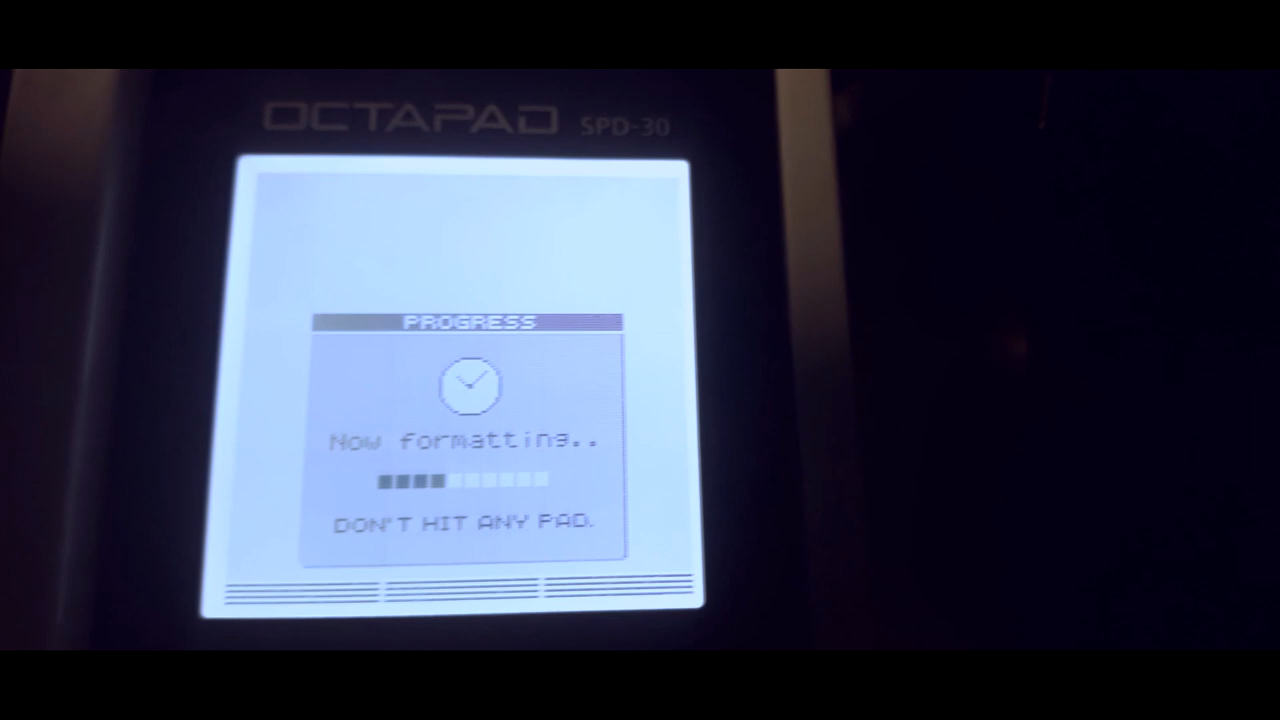 OCTAPAD SPD-30
PROGRESS
Now formatting..
DON'T HIT ANY PAD.